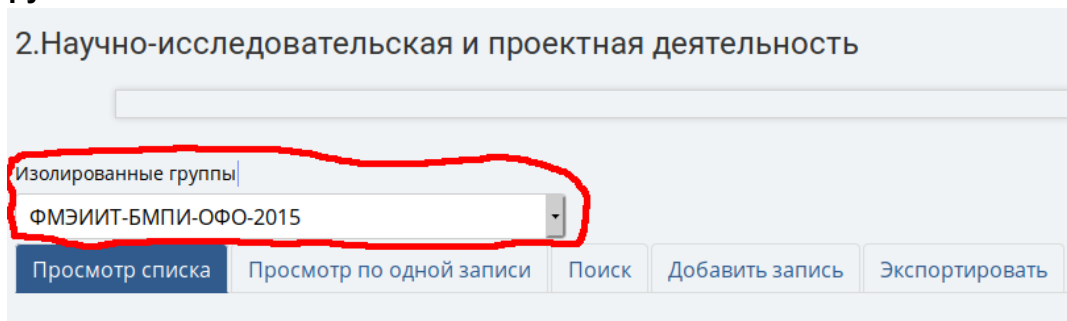 2.Научно-исследовательская и проектная деятельность
Изолированные группы
ФМЭИИТ-БМПИ-ОФО-2015
Просмотр списка Просмотр по одной записи Поиск Добавить запись Экспортировать